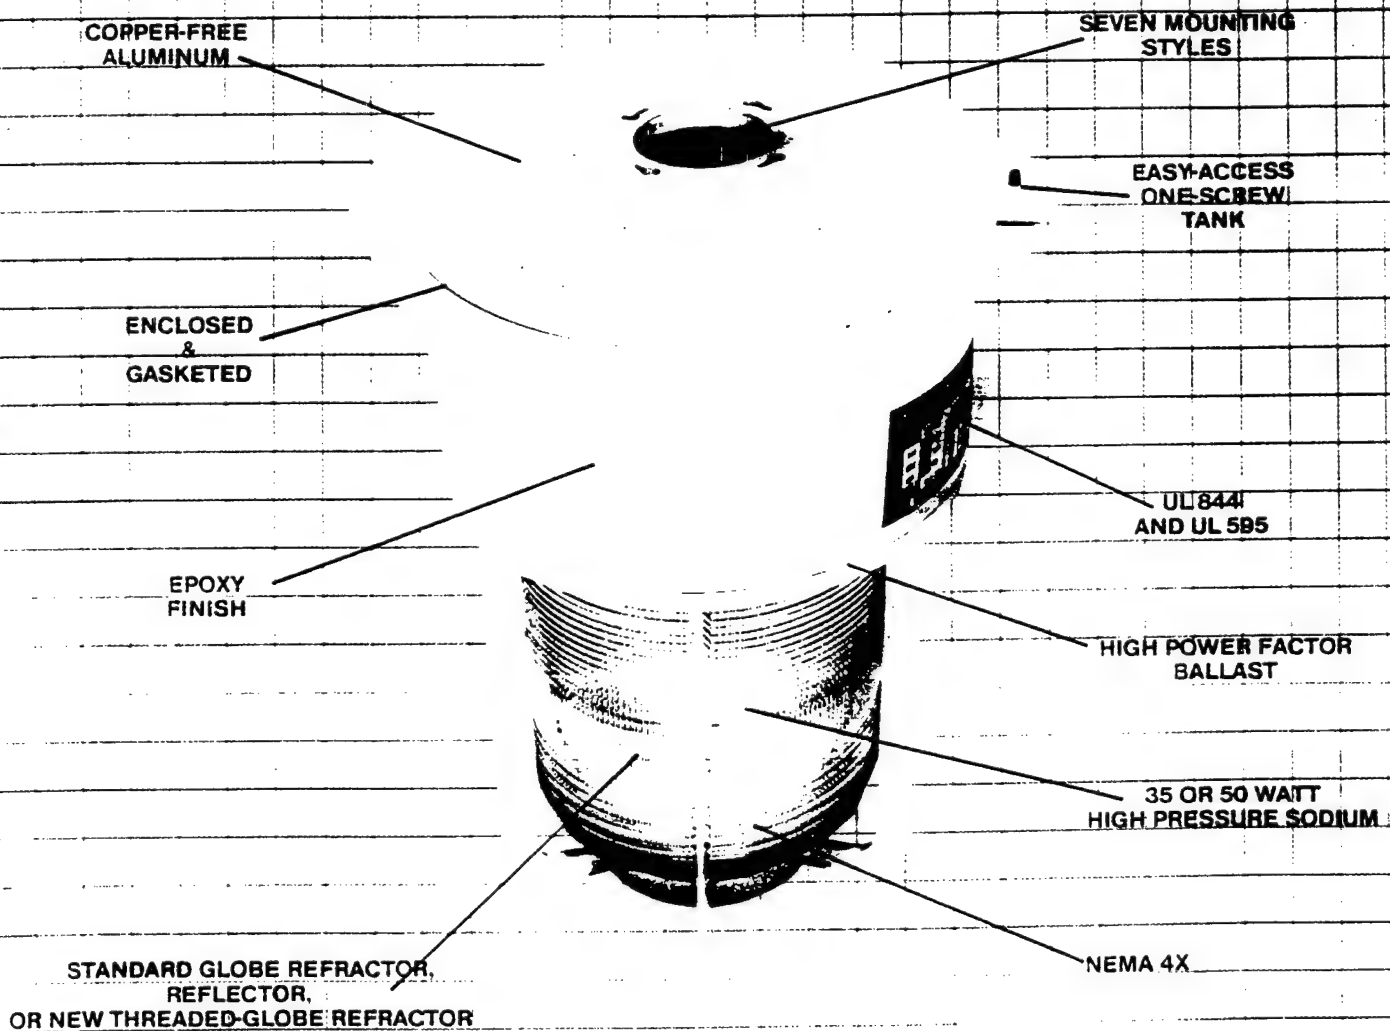 COPPER-FREE
ALUMINUM
SEVEN MOUNTING
STYLES
EASY-ACCESS
ONE-SCREW
TANK
ENCLOSED
&
GASKETED
UL 844
AND UL 595
EPOXY
FINISH
HIGH POWER FACTOR
BALLAST
35 OR 50 WATT
HIGH PRESSURE SODIUM
NEMA 4X
STANDARD GLOBE REFRACTOR,
REFLECTOR,
OR NEW THREADED-GLOBE REFRACTOR